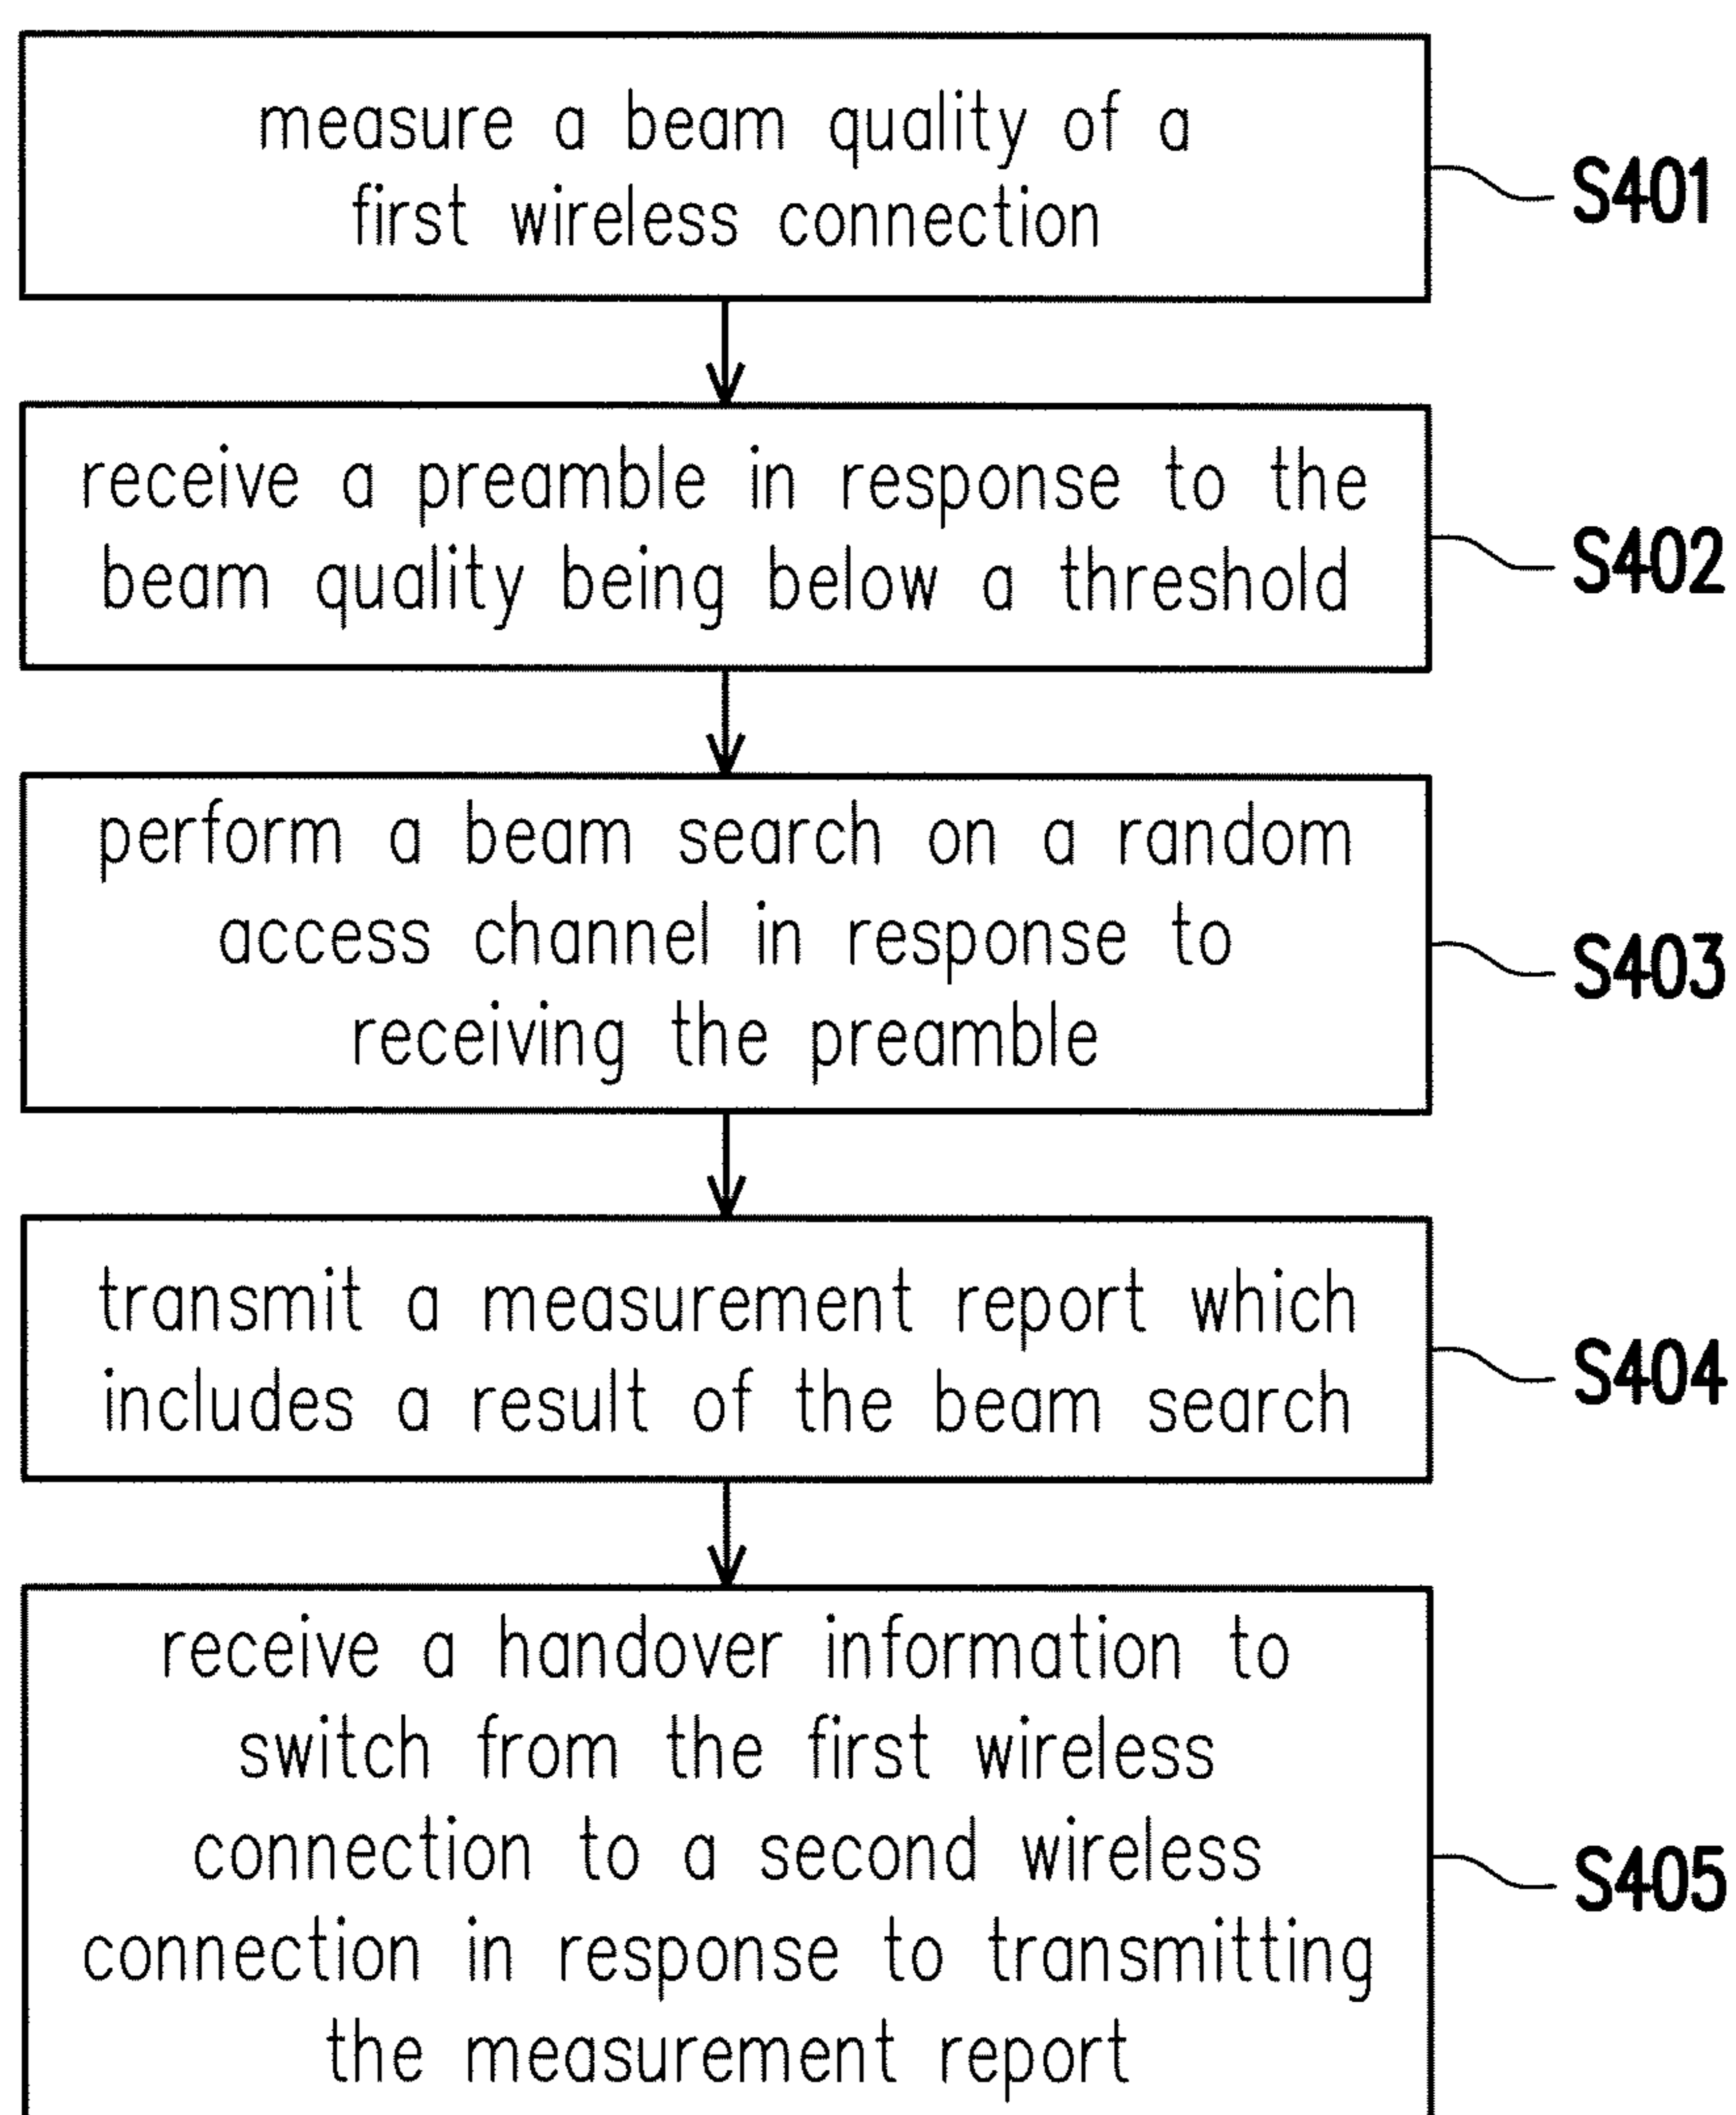 measure a beam quality of a
first wireless connection
S401
receive a preamble in response to the
beam quality being below a threshold
S402
perform a beam search on a random
access channel in response to
receiving the preamble
S403
transmit a measurement report which
includes a result of the beam search
S404
receive a handover information to
switch from the first wireless
connection to a second wireless
connection in response to transmitting
the measurement report
S405